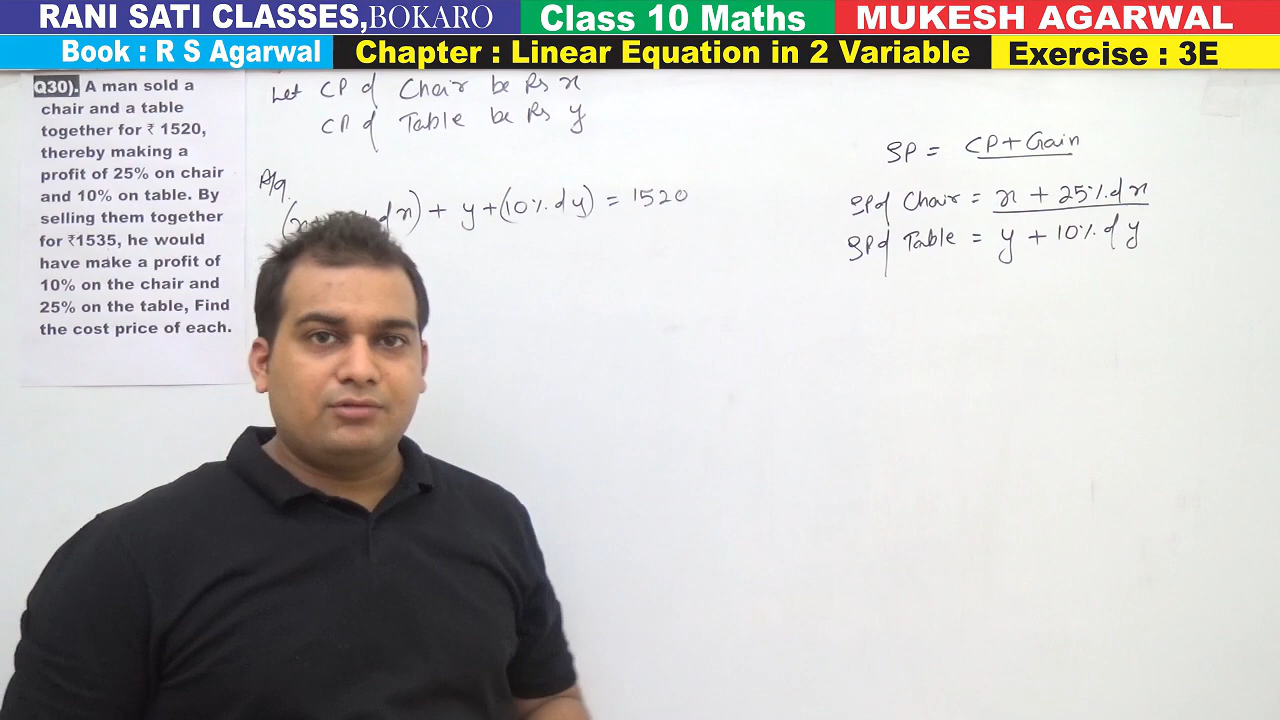 RANI SATI CLASSES, BOKARO
Class 10 Maths
MUKESH AGARWAL
Book : R S Agarwal
Chapter : Linear Equation in 2 Variable
Exercise : 3E
Q30). A man sold a
chair and a table
together for ₹ 1520,
thereby making a
profit of 25% on chair
and 10% on table. By
selling them together
for ₹1535, he would
have make a profit of
10% on the chair and
25% on the table, Find
the cost price of each.
Let CP of Chair be Rs x
CP of Table be Rs y
A/q.
(x+ of x) + y + (10% of y) = 1520
SP = CP + Gain
SP of Chair = x + 25% of x
SP of Table = y + 10% of y